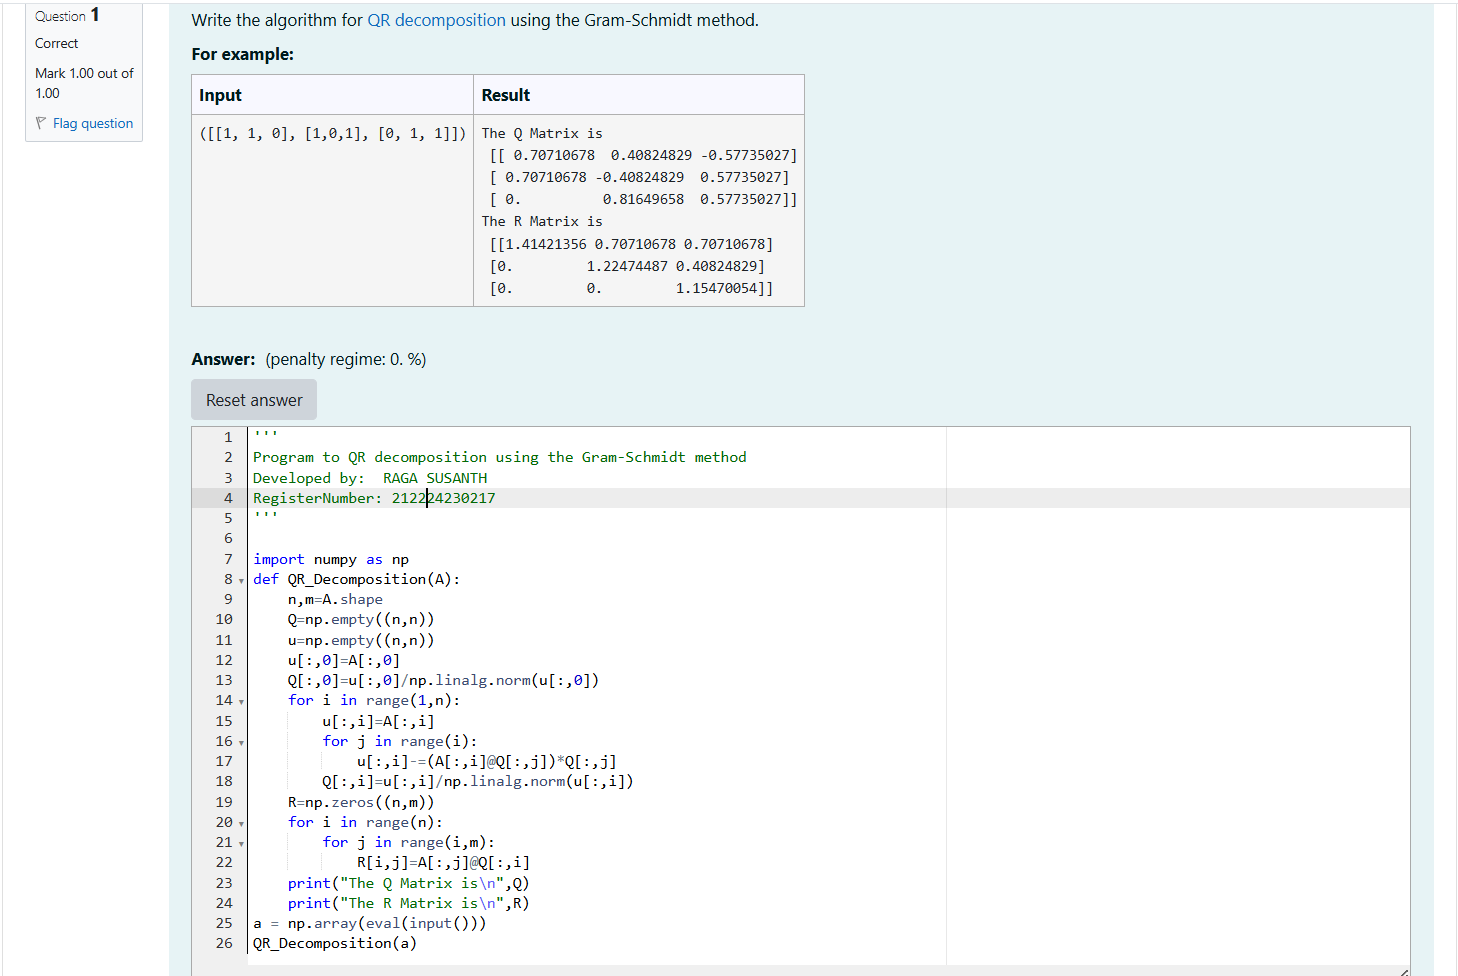 Question 1
Correct
Mark 1.00 out of
1.00
Flag question
Write the algorithm for QR decomposition using the Gram-Schmidt method.
For example:
Input Result
([[1, 1, 0], [1,0,1], [0, 1, 1]]) The Q Matrix is
[[ 0.70710678  0.40824829 -0.57735027]
[ 0.70710678 -0.40824829  0.57735027]
[ 0.          0.81649658  0.57735027]]
The R Matrix is
[[1.41421356 0.70710678 0.70710678]
[0.         1.22474487 0.40824829]
[0.         0.         1.15470054]]
Answer: (penalty regime: 0. %)
Reset answer
1 '''
2 Program to QR decomposition using the Gram-Schmidt method
3 Developed by:  RAGA SUSANTH
4 RegisterNumber: 212224230217
5 '''
6
7 import numpy as np
8 def QR_Decomposition(A):
9     n,m=A.shape
10     Q=np.empty((n,n))
11     u=np.empty((n,n))
12     u[:,0]=A[:,0]
13     Q[:,0]=u[:,0]/np.linalg.norm(u[:,0])
14     for i in range(1,n):
15         u[:,i]=A[:,i]
16         for j in range(i):
17             u[:,i]-=(A[:,i]@Q[:,j])*Q[:,j]
18         Q[:,i]=u[:,i]/np.linalg.norm(u[:,i])
19     R=np.zeros((n,m))
20     for i in range(n):
21         for j in range(i,m):
22             R[i,j]=A[:,j]@Q[:,i]
23     print("The Q Matrix is\n",Q)
24     print("The R Matrix is\n",R)
25 a = np.array(eval(input()))
26 QR_Decomposition(a)